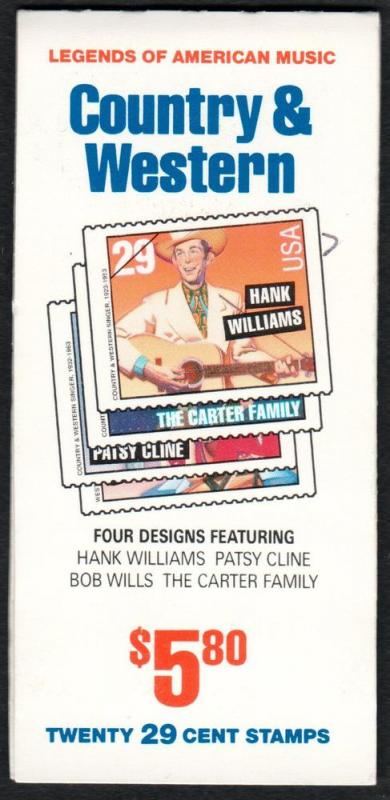 LEGENDS OF AMERICAN MUSIC
Country &
Western
29
USA
HANK
WILLIAMS
COUNTRY & WESTERN SINGER, 1923-1953
THE CARTER FAMILY
COUNT
PATSY CLINE
COUNTRY & WESTERN SINGER, 1932-1963
WES
FOUR DESIGNS FEATURING
HANK WILLIAMS PATSY CLINE
BOB WILLS THE CARTER FAMILY
$5 80
TWENTY 29 CENT STAMPS